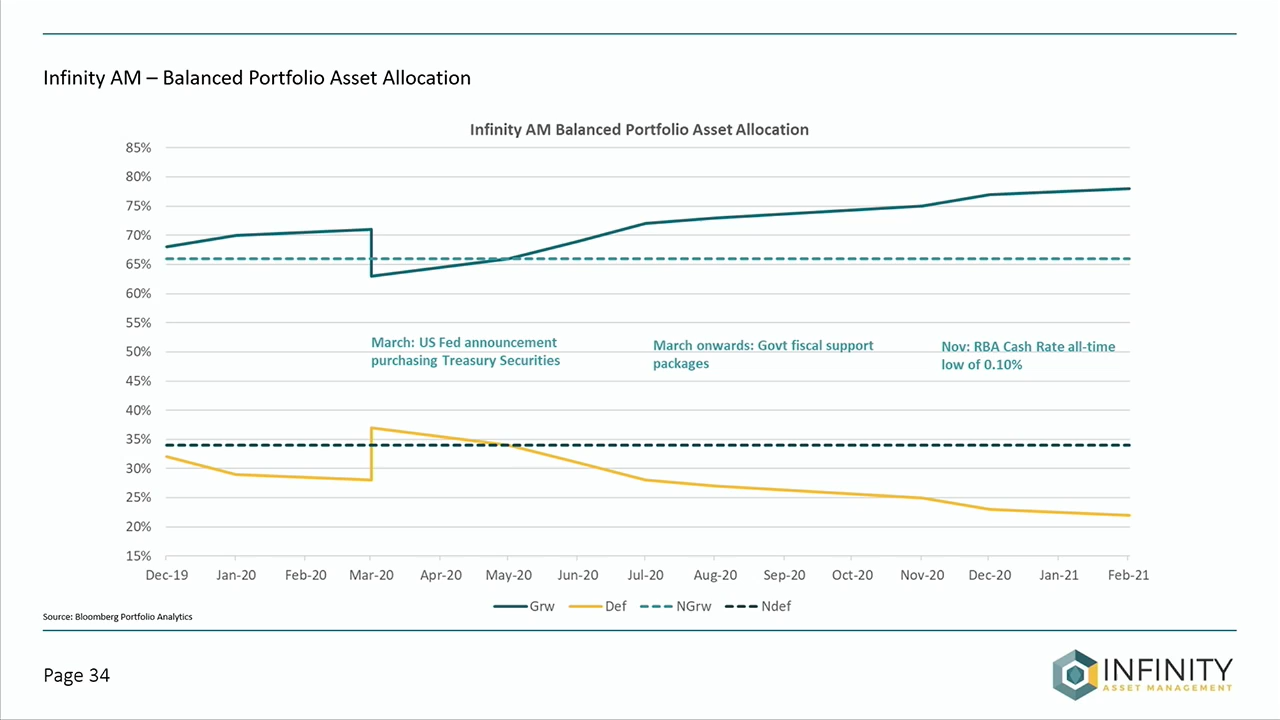 Infinity AM – Balanced Portfolio Asset Allocation
Infinity AM Balanced Portfolio Asset Allocation
85%
80%
75%
70%
65%
60%
55%
50%
45%
40%
35%
30%
25%
20%
15%
March: US Fed announcement
purchasing Treasury Securities
March onwards: Govt fiscal support
packages
Nov: RBA Cash Rate all-time
low of 0.10%
Dec-19 Jan-20 Feb-20 Mar-20 Apr-20 May-20 Jun-20 Jul-20 Aug-20 Sep-20 Oct-20 Nov-20 Dec-20 Jan-21 Feb-21
Grw Def NGrw Ndef
Source: Bloomberg Portfolio Analytics
Page 34
INFINITY
ASSET MANAGEMENT